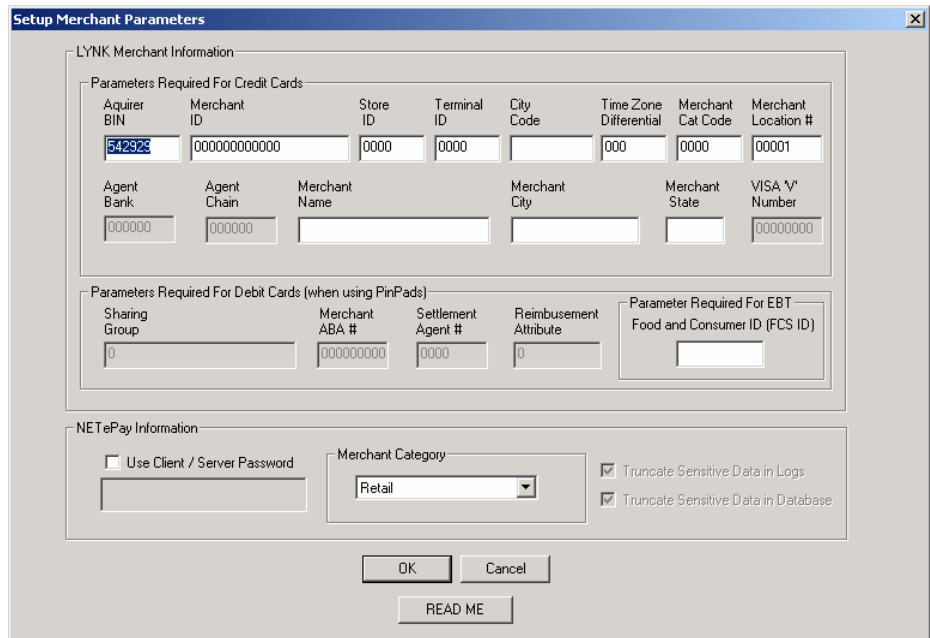 Setup Merchant Parameters
LYNK Merchant Information
Parameters Required For Credit Cards
Aquirer BIN
Merchant ID
Store ID
Terminal ID
City Code
Time Zone Differential
Merchant Cat Code
Merchant Location #
542929
000000000000
0000
0000
000
0000
00001
Agent Bank
Agent Chain
Merchant Name
Merchant City
Merchant State
VISA 'V' Number
000000
000000
00000000
Parameters Required For Debit Cards (when using PinPads)
Sharing Group
Merchant ABA #
Settlement Agent #
Reimbusement Attribute
0
000000000
0000
0
Parameter Required For EBT
Food and Consumer ID (FCS ID)
NETePay Information
Use Client / Server Password
Merchant Category
Retail
Truncate Sensitive Data in Logs
Truncate Sensitive Data in Database
OK
Cancel
READ ME